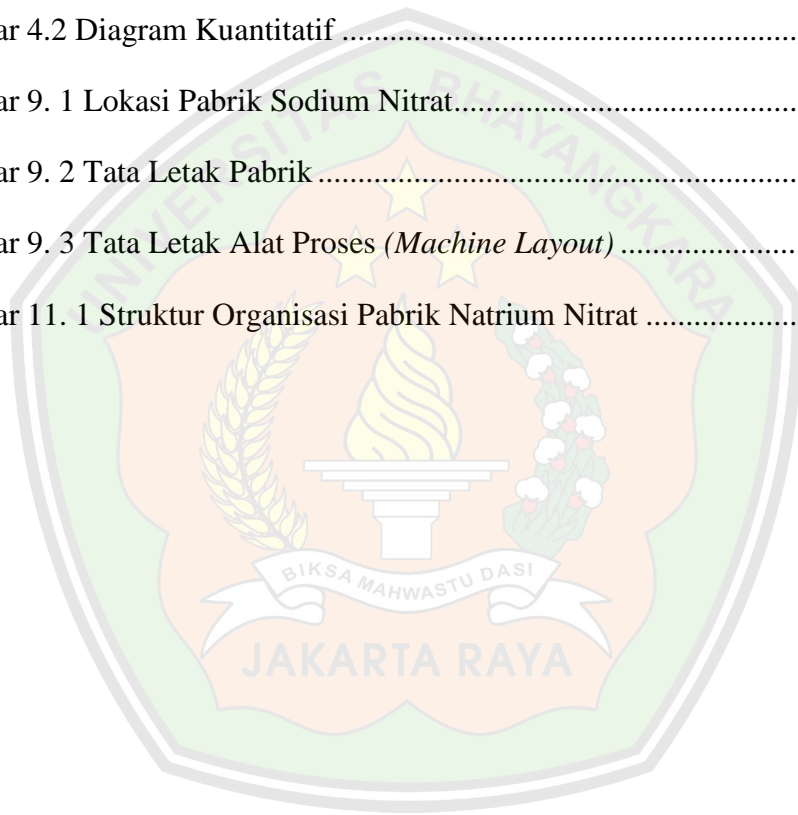 ar 4.2 Diagram Kuantitatif ..........................................................
ar 9. 1 Lokasi Pabrik Sodium Nitrat...........................................
ar 9. 2 Tata Letak Pabrik .............................................................
ar 9. 3 Tata Letak Alat Proses (Machine Layout) ......................
ar 11. 1 Struktur Organisasi Pabrik Natrium Nitrat ...................
UNIVERSITAS BHAYANGKARA
BIKSA MAHWASTU DASI
JAKARTA RAYA